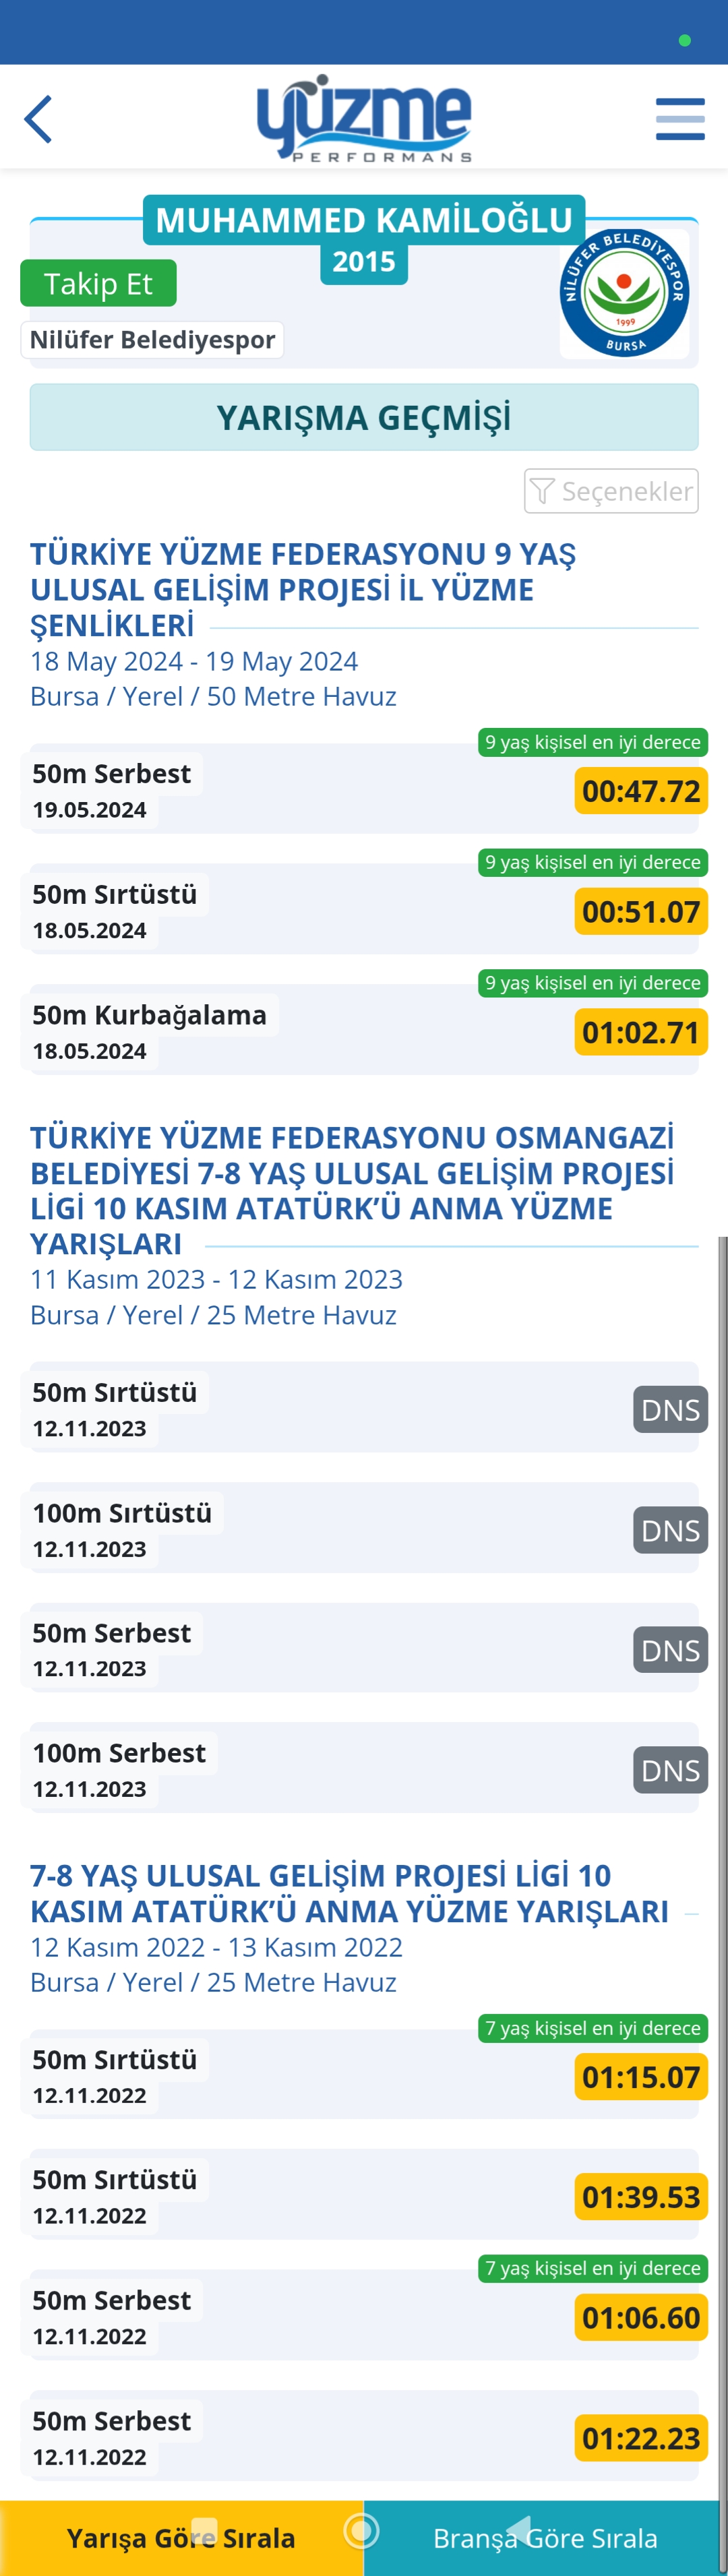 yüzme
PERFORMANS
MUHAMMED KAMİLOĞLU
2015
Takip Et
Nilüfer Belediyespor
NİLÜFER BELEDİYESPOR
1999
BURSA
YARIŞMA GEÇMİŞİ
Seçenekler
TÜRKİYE YÜZME FEDERASYONU 9 YAŞ
ULUSAL GELİŞİM PROJESİ İL YÜZME
ŞENLİKLERİ
18 May 2024 - 19 May 2024
Bursa / Yerel / 50 Metre Havuz
9 yaş kişisel en iyi derece
50m Serbest
00:47.72
19.05.2024
9 yaş kişisel en iyi derece
50m Sırtüstü
00:51.07
18.05.2024
9 yaş kişisel en iyi derece
50m Kurbağalama
01:02.71
18.05.2024
TÜRKİYE YÜZME FEDERASYONU OSMANGAZİ
BELEDİYESİ 7-8 YAŞ ULUSAL GELİŞİM PROJESİ
LİGİ 10 KASIM ATATÜRK’Ü ANMA YÜZME
YARIŞLARI
11 Kasım 2023 - 12 Kasım 2023
Bursa / Yerel / 25 Metre Havuz
50m Sırtüstü
DNS
12.11.2023
100m Sırtüstü
DNS
12.11.2023
50m Serbest
DNS
12.11.2023
100m Serbest
DNS
12.11.2023
7-8 YAŞ ULUSAL GELİŞİM PROJESİ LİGİ 10
KASIM ATATÜRK’Ü ANMA YÜZME YARIŞLARI
12 Kasım 2022 - 13 Kasım 2022
Bursa / Yerel / 25 Metre Havuz
7 yaş kişisel en iyi derece
50m Sırtüstü
01:15.07
12.11.2022
50m Sırtüstü
01:39.53
12.11.2022
7 yaş kişisel en iyi derece
50m Serbest
01:06.60
12.11.2022
50m Serbest
01:22.23
12.11.2022
Yarışa Göre Sırala
Branşa Göre Sırala